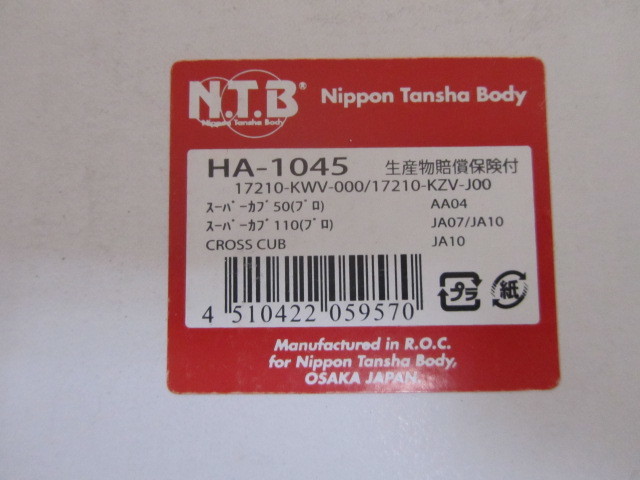 N.T.B® Nippon Tansha Body
Nippon Tansha Body
HA-1045 生産物賠償保険付
17210-KWV-000/17210-KZV-J00
ｽｰﾊﾟｰｶﾌﾞ50(ﾌﾟﾛ) AA04
ｽｰﾊﾟｰｶﾌﾞ110(ﾌﾟﾛ) JA07/JA10
CROSS CUB JA10
プラ 紙
4 510422 059570
Manufactured in R.O.C.
for Nippon Tansha Body,
OSAKA JAPAN.